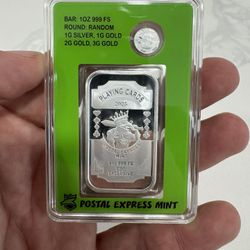 BAR: 1OZ 999 FS
ROUND: RANDOM
1G SILVER, 1G GOLD
2G GOLD, 3G GOLD
PLAYING CARDS
2025
POSTAL EXPRESS MINT